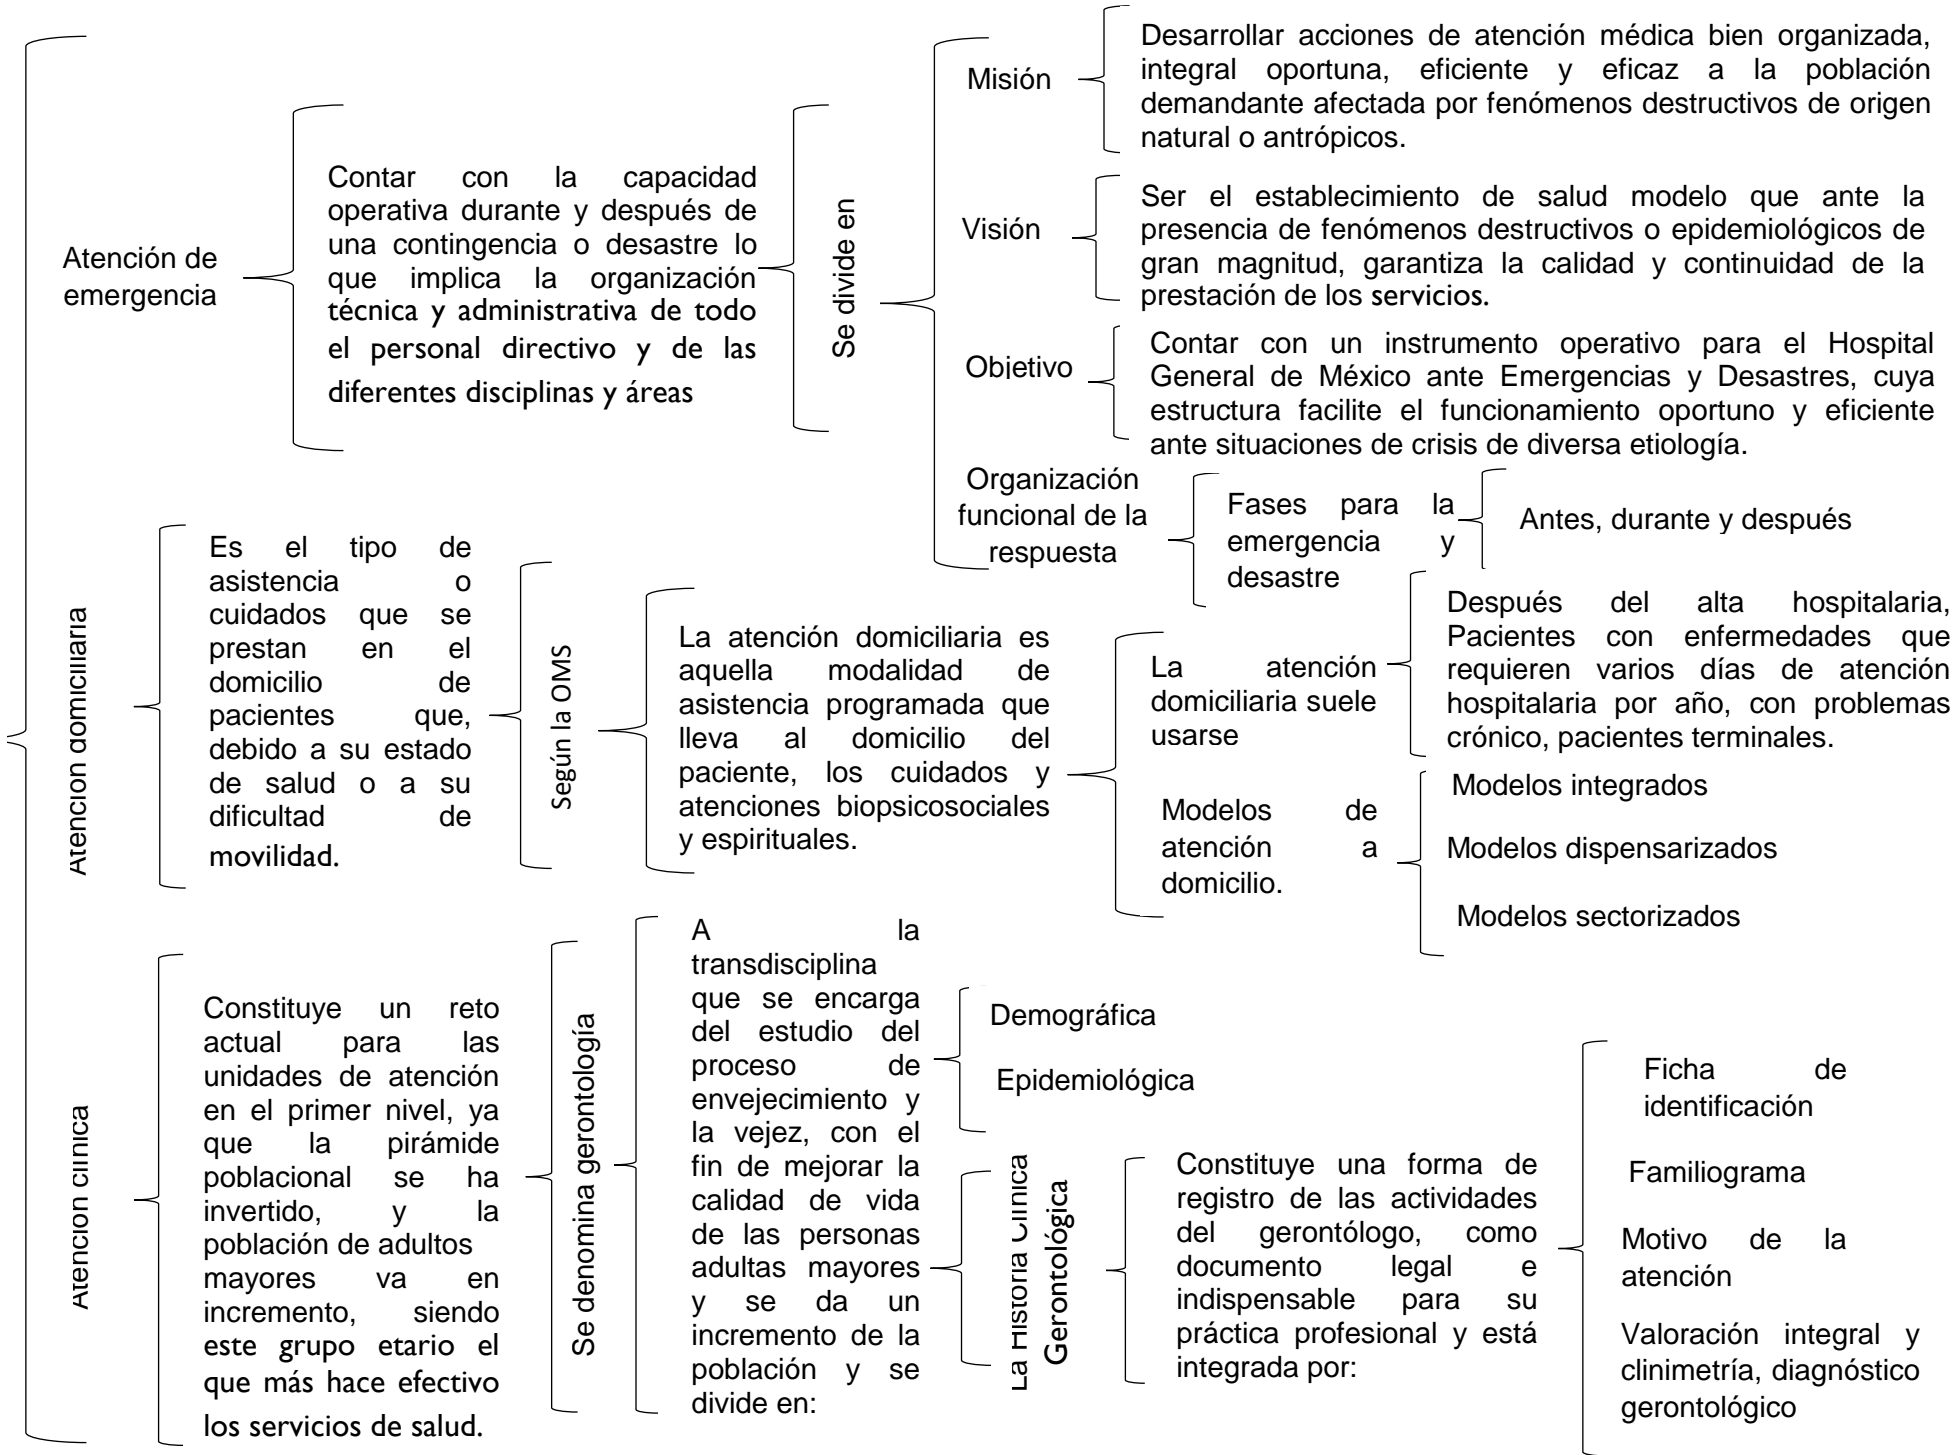 Atención de
emergencia
Contar con la capacidad
operativa durante y después de
una contingencia o desastre lo
que implica la organización
técnica y administrativa de todo
el personal directivo y de las
diferentes disciplinas y áreas
Se divide en
Misión
Desarrollar acciones de atención médica bien organizada,
integral oportuna, eficiente y eficaz a la población
demandante afectada por fenómenos destructivos de origen
natural o antrópicos.
Visión
Ser el establecimiento de salud modelo que ante la
presencia de fenómenos destructivos o epidemiológicos de
gran magnitud, garantiza la calidad y continuidad de la
prestación de los servicios.
Objetivo
Contar con un instrumento operativo para el Hospital
General de México ante Emergencias y Desastres, cuya
estructura facilite el funcionamiento oportuno y eficiente
ante situaciones de crisis de diversa etiología.
Organización
funcional de la
respuesta
Fases para la
emergencia y
desastre
Antes, durante y después
Atención domiciliaria
Es el tipo de
asistencia o
cuidados que se
prestan en el
domicilio de
pacientes que,
debido a su estado
de salud o a su
dificultad de
movilidad.
Según la OMS
La atención domiciliaria es
aquella modalidad de
asistencia programada que
lleva al domicilio del
paciente, los cuidados y
atenciones biopsicosociales
y espirituales.
La atención
domiciliaria suele
usarse
Después del alta hospitalaria,
Pacientes con enfermedades que
requieren varios días de atención
hospitalaria por año, con problemas
crónico, pacientes terminales.
Modelos de
atención a
domicilio.
Modelos integrados
Modelos dispensarizados
Modelos sectorizados
Atención clínica
Constituye un reto
actual para las
unidades de atención
en el primer nivel, ya
que la pirámide
poblacional se ha
invertido, y la
población de adultos
mayores va en
incremento, siendo
este grupo etario el
que más hace efectivo
los servicios de salud.
Se denomina gerontología
A la
transdisciplina
que se encarga
del estudio del
proceso de
envejecimiento y
la vejez, con el
fin de mejorar la
calidad de vida
de las personas
adultas mayores
y se da un
incremento de la
población y se
divide en:
Demográfica
Epidemiológica
La Historia Clínica
Gerontológica
Constituye una forma de
registro de las actividades
del gerontólogo, como
documento legal e
indispensable para su
práctica profesional y está
integrada por:
Ficha de
identificación
Familiograma
Motivo de la
atención
Valoración integral y
clinimetría, diagnóstico
gerontológico